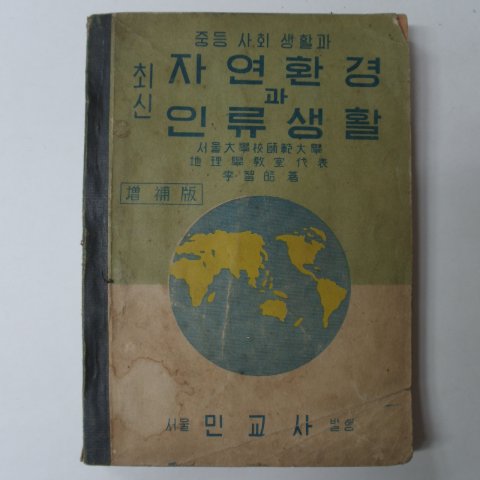 중등 사회 생활과
최신 자연환경
과
인류생활
서울大學校師範大學
地理學敎室代表
李智皓 著
增補版
서울 민교사 발행